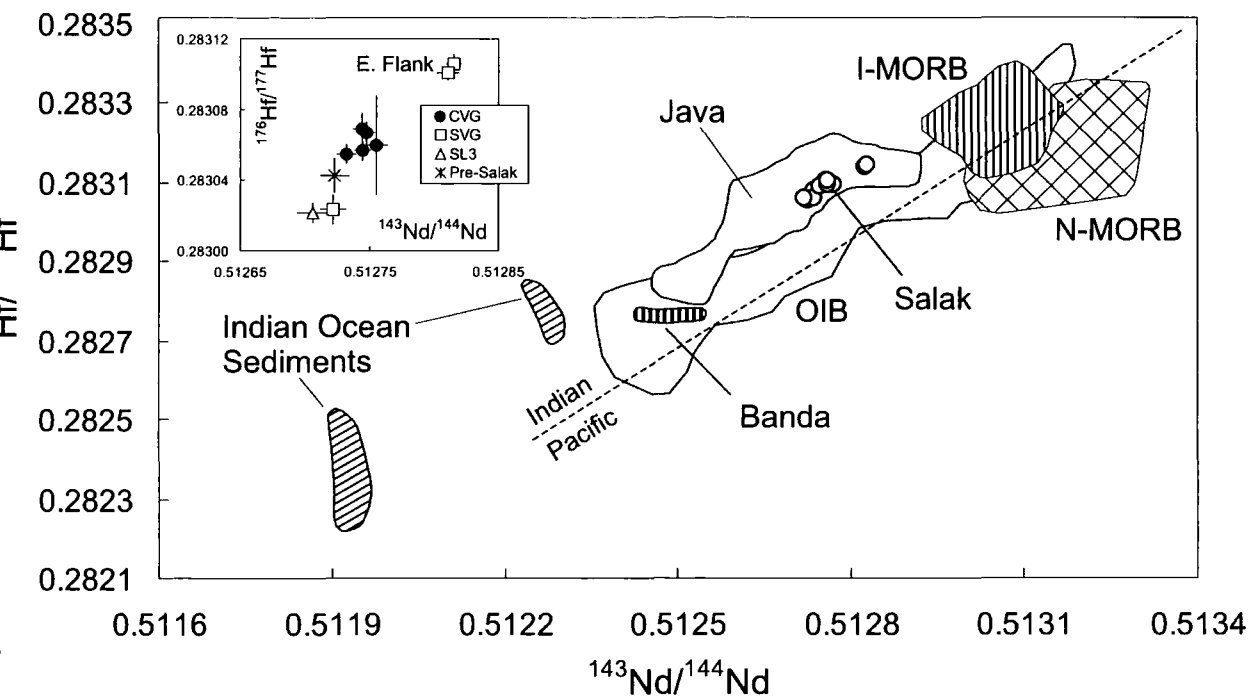 0.2835
0.2833
0.2831
0.2829
0.2827
0.2825
0.2823
0.2821
Hf/ Hf
0.28312
0.28308
0.28304
0.28300
176Hf/177Hf
E. Flank
CVG
SVG
SL3
Pre-Salak
143Nd/144Nd
0.51265
0.51275
0.51285
I-MORB
Java
N-MORB
Salak
OIB
Indian Ocean
Sediments
Indian
Pacific
Banda
0.5116
0.5119
0.5122
0.5125
0.5128
0.5131
0.5134
143Nd/144Nd